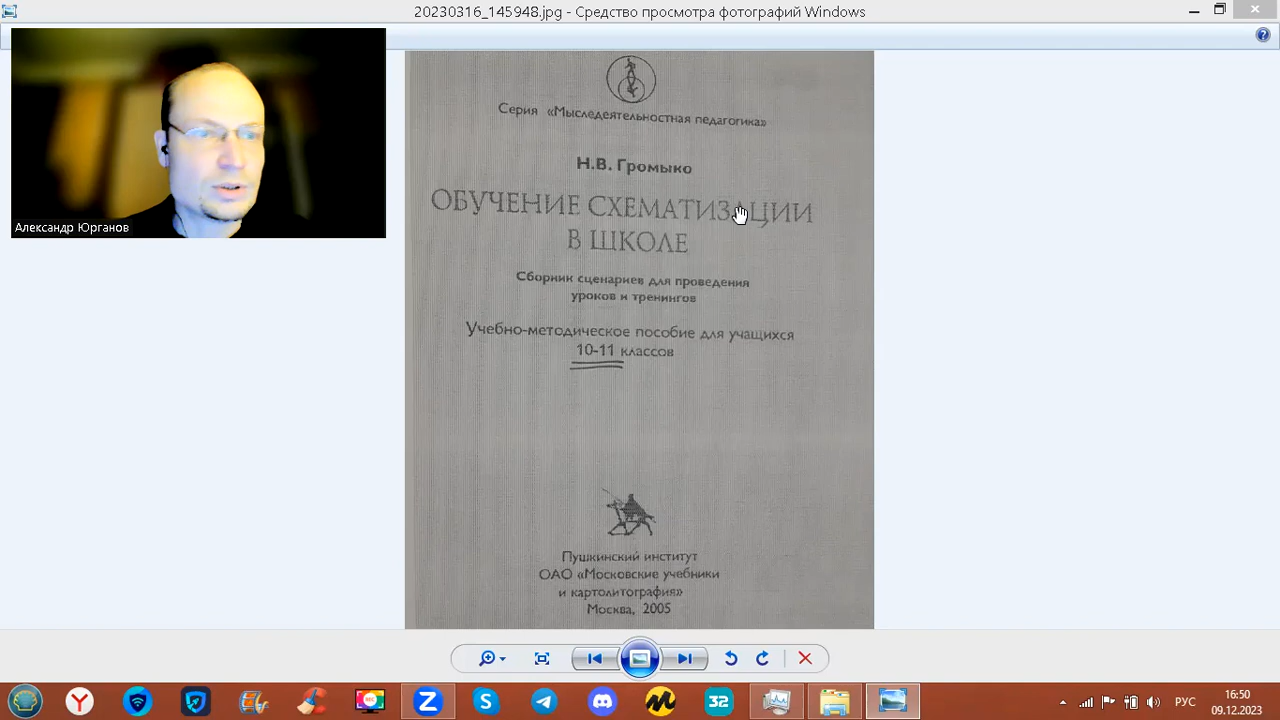 20230316_145948.jpg - Средство просмотра фотографий Windows
Александр Юрганов
Серия «Мыследеятельностная педагогика»
Н.В. Громыко
ОБУЧЕНИЕ СХЕМАТИЗАЦИИ
В ШКОЛЕ
Сборник сценариев для проведения
уроков и тренингов
Учебно-методическое пособие для учащихся
10-11 классов
Пушкинский институт
ОАО «Московские учебники
и картолитография»
Москва, 2005
REC
32
РУС
16:50
09.12.2023